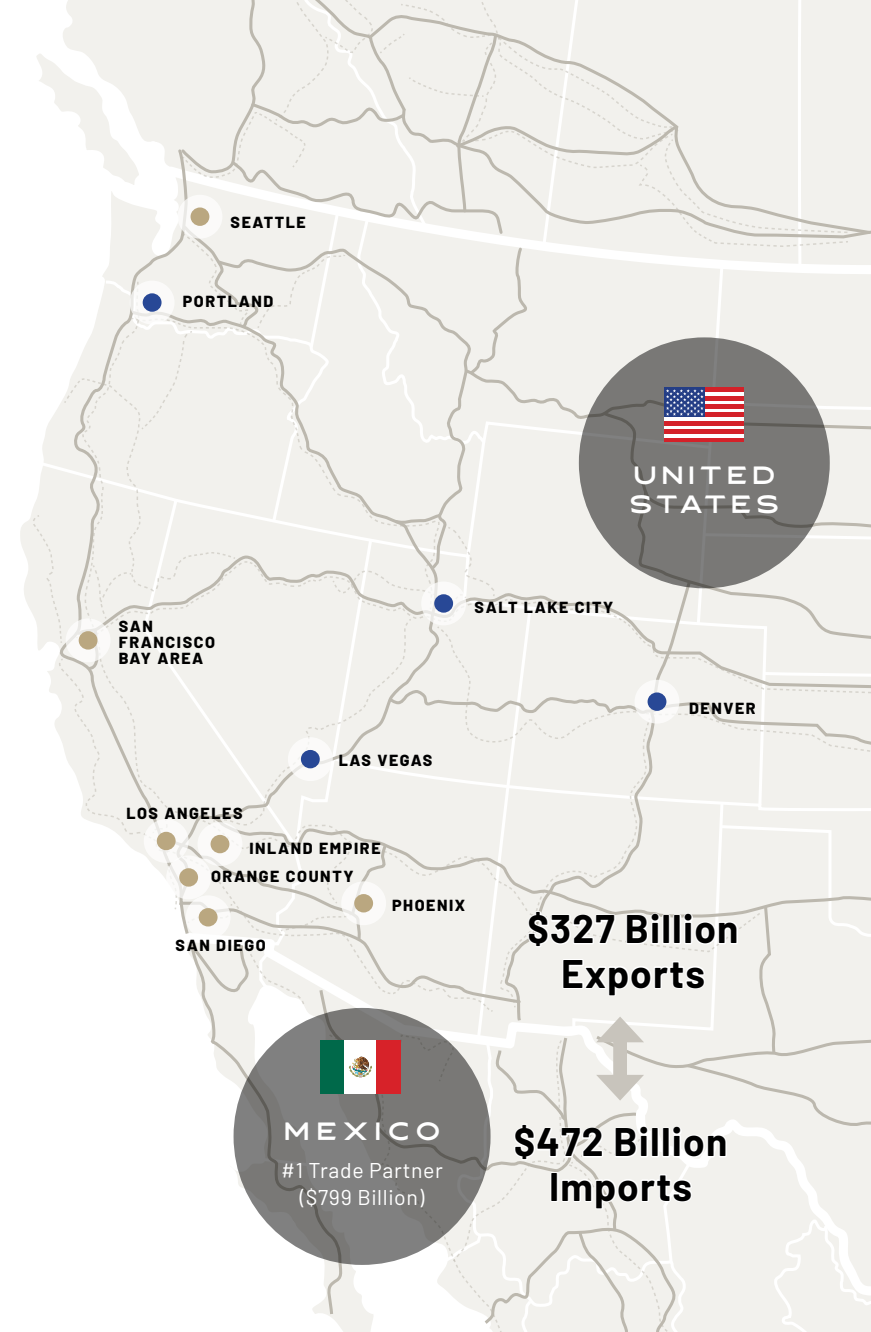 SEATTLE
PORTLAND
UNITED
STATES
SALT LAKE CITY
SAN
FRANCISCO
BAY AREA
DENVER
LAS VEGAS
LOS ANGELES
INLAND EMPIRE
ORANGE COUNTY
PHOENIX
SAN DIEGO
$327 Billion
Exports
MEXICO
#1 Trade Partner
($799 Billion)
$472 Billion
Imports